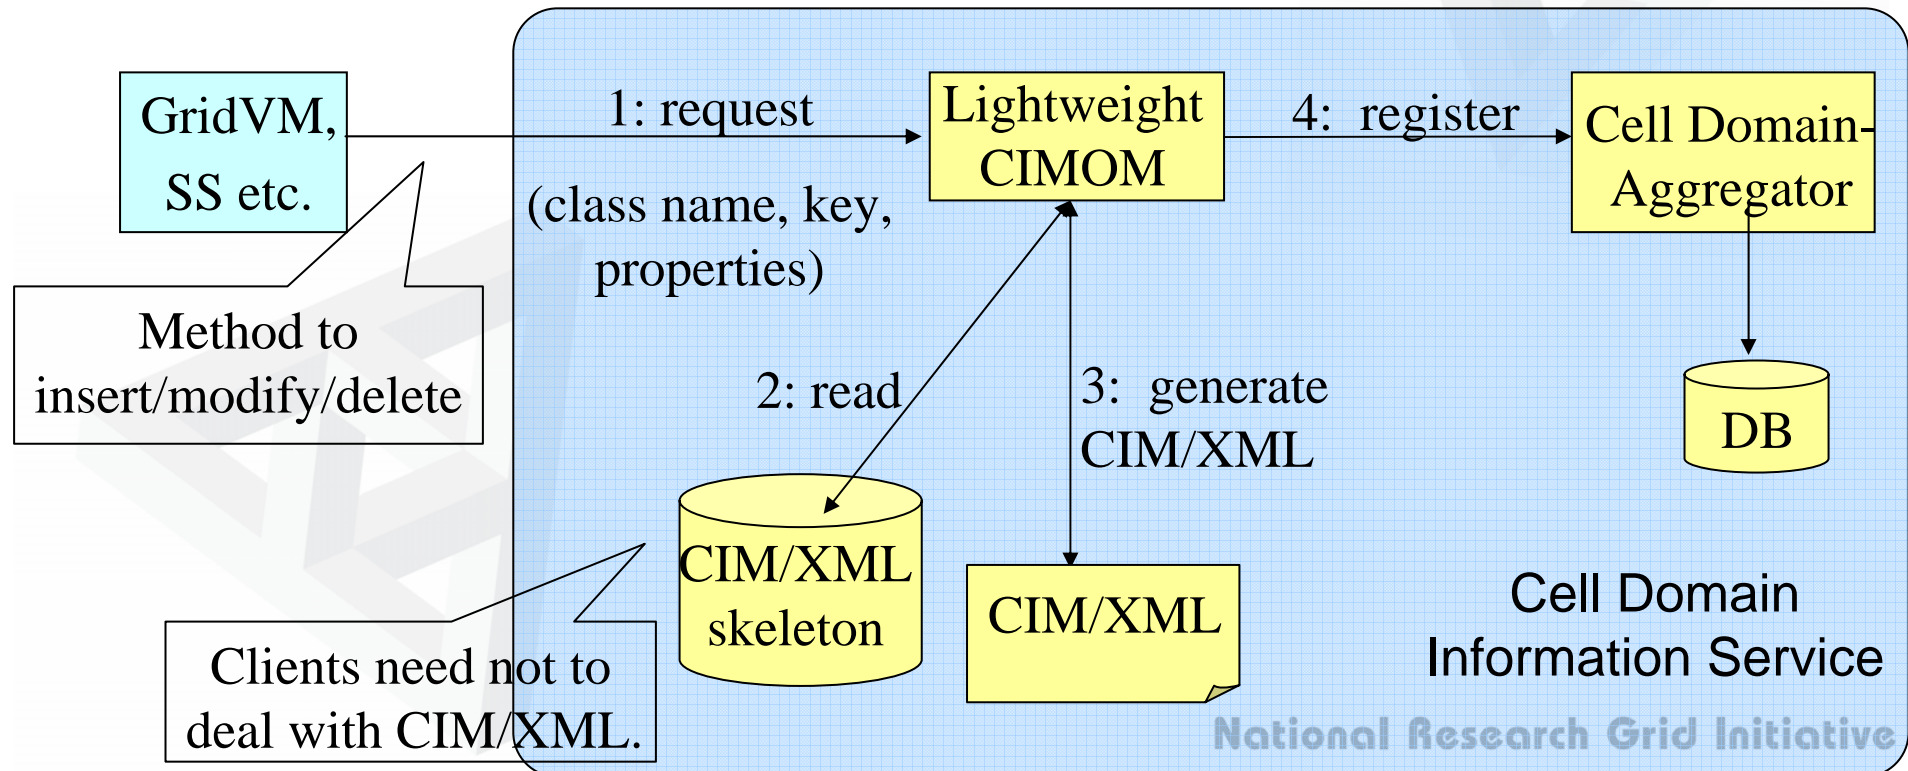 GridVM,
SS etc.
1: request
(class name, key,
properties)
Lightweight
CIMOM
4: register
Cell Domain-
Aggregator
Method to
insert/modify/delete
2: read
3: generate
CIM/XML
DB
CIM/XML
skeleton
CIM/XML
Clients need not to
deal with CIM/XML.
Cell Domain
Information Service
National Research Grid Initiative